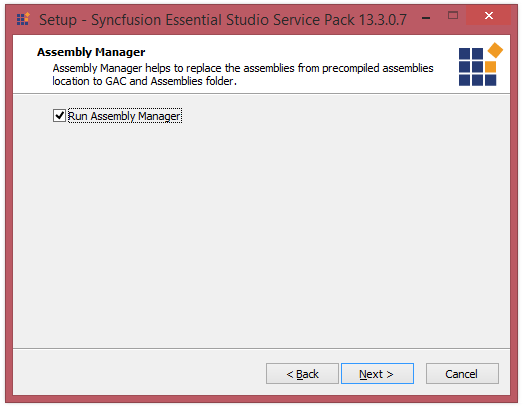 Setup - Syncfusion Essential Studio Service Pack 13.3.0.7
Assembly Manager
Assembly Manager helps to replace the assemblies from precompiled assemblies
location to GAC and Assemblies folder.
Run Assembly Manager
< Back
Next >
Cancel